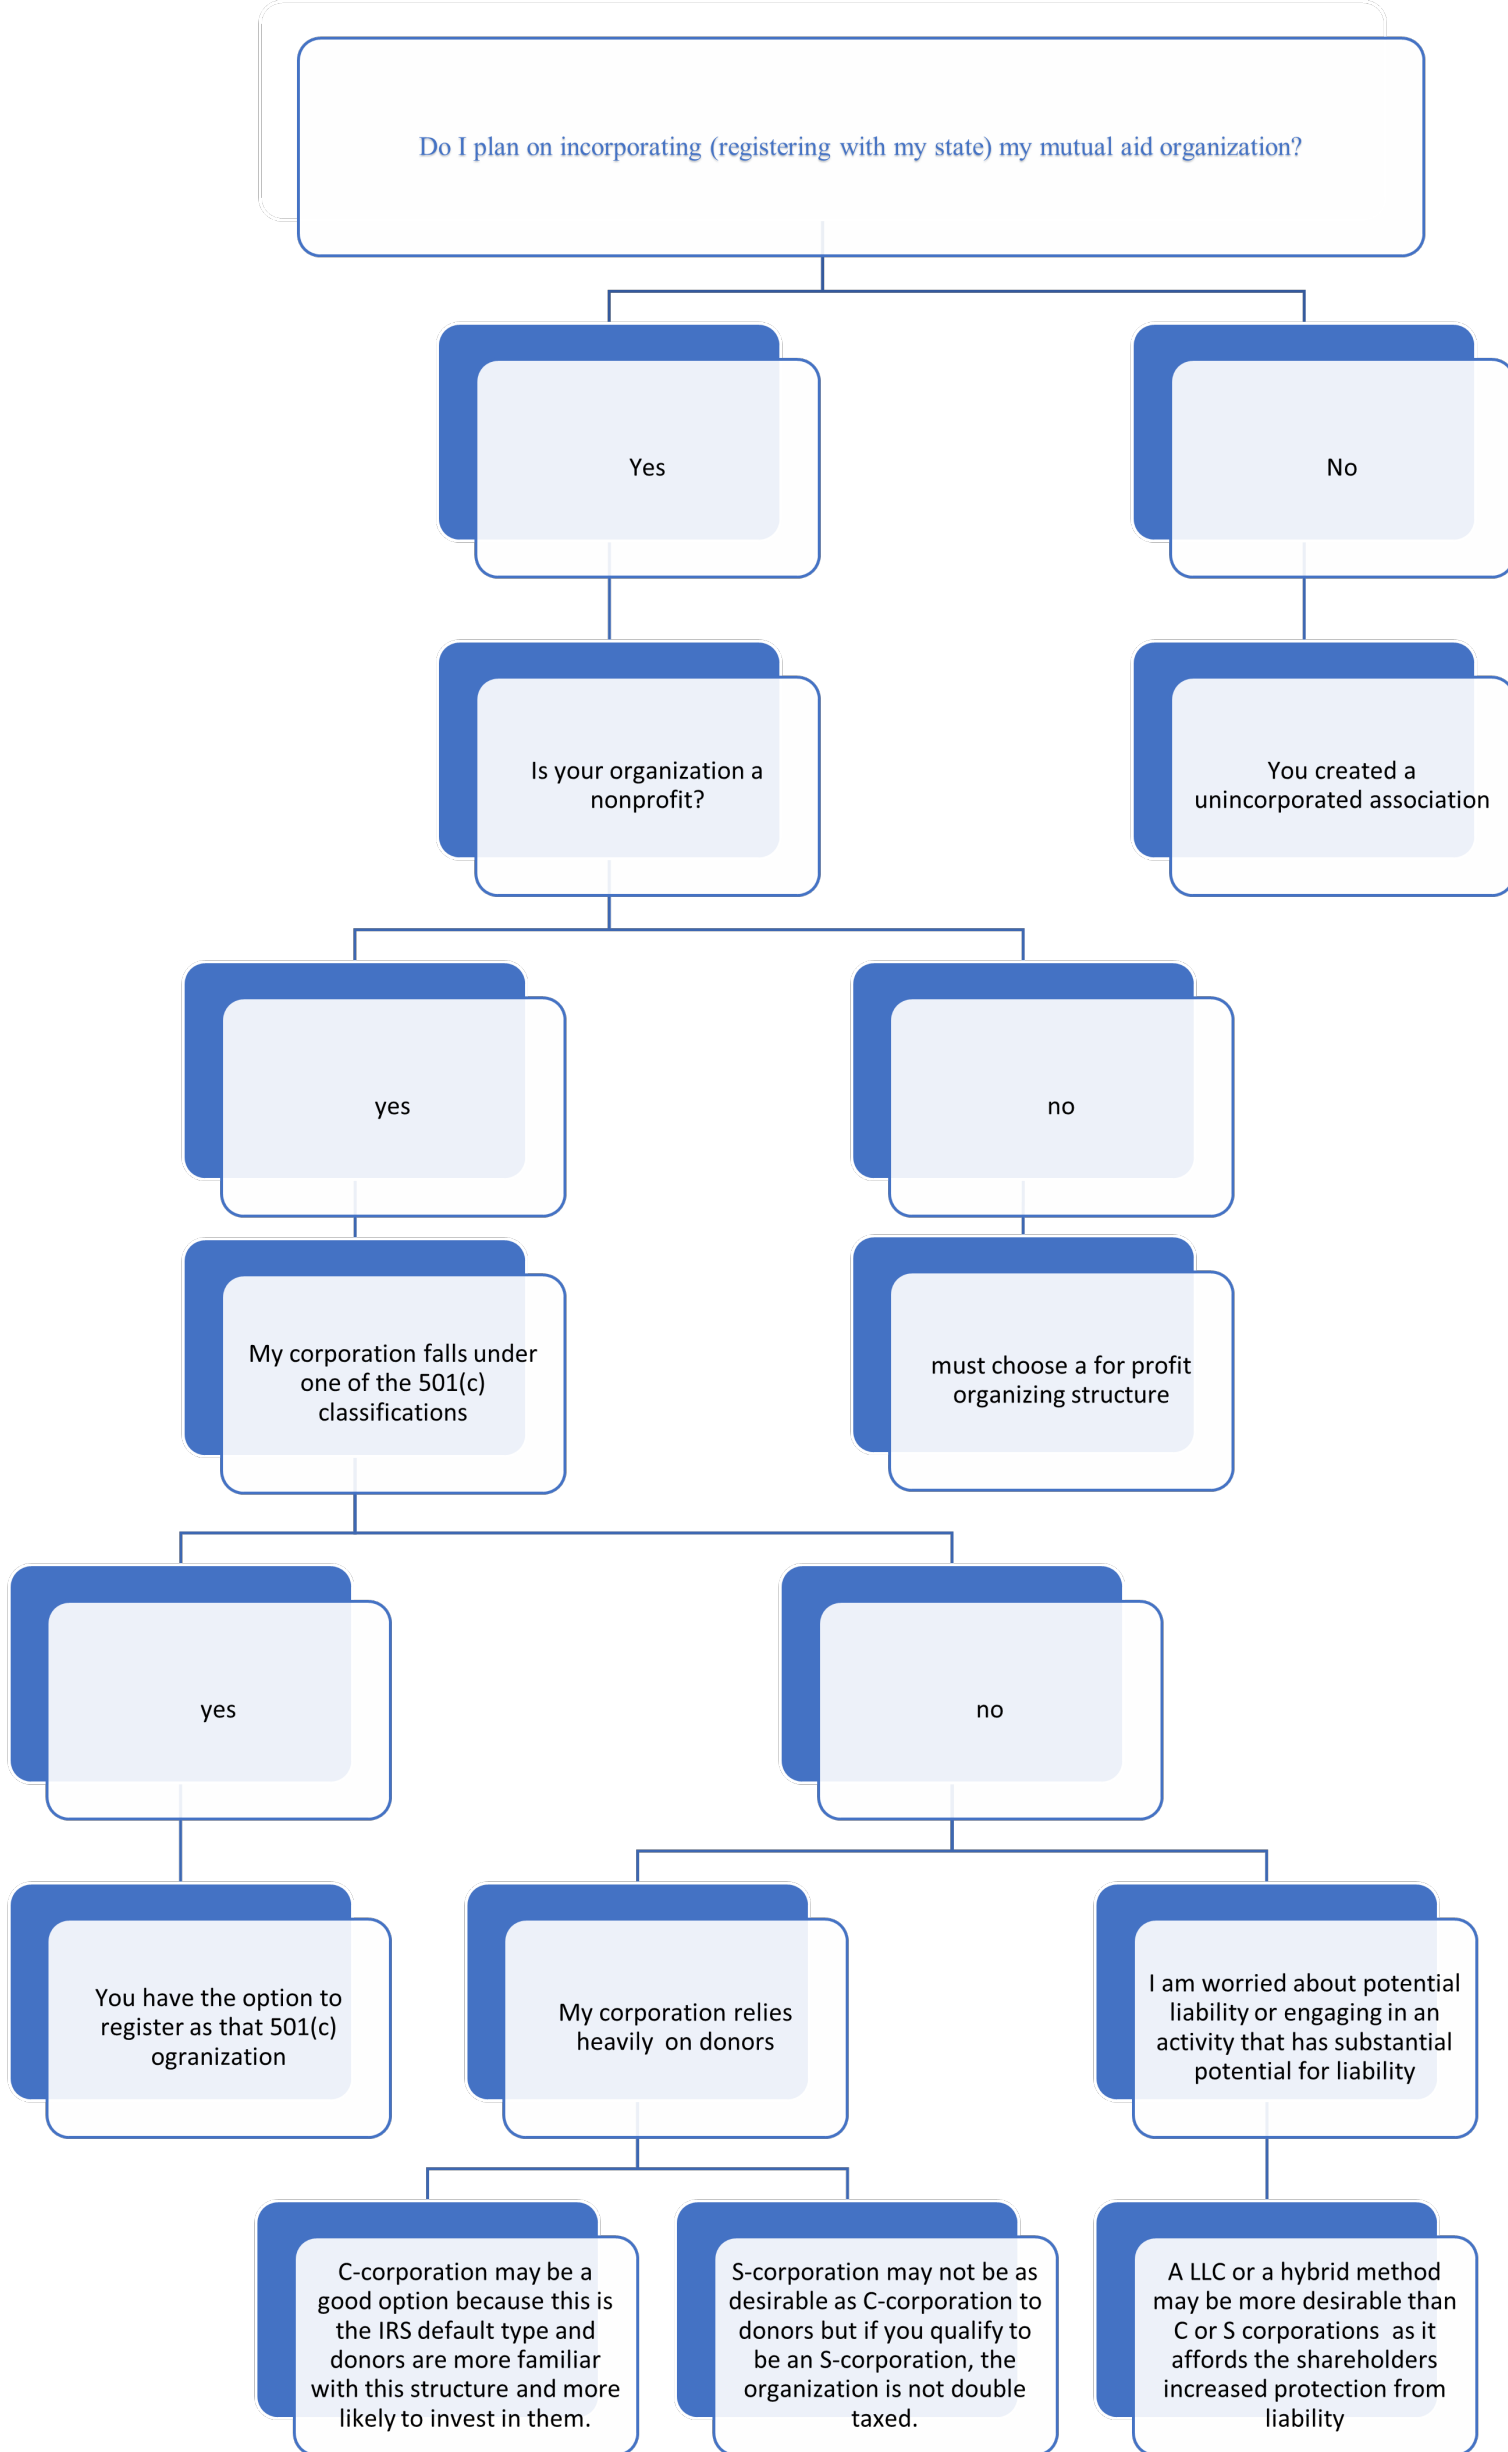 Do I plan on incorporating (registering with my state) my mutual aid organization?
Yes
No
Is your organization a
nonprofit?
You created a
unincorporated association
yes
no
My corporation falls under
one of the 501(c)
classifications
must choose a for profit
organizing structure
yes
no
You have the option to
register as that 501(c)
ogranization
My corporation relies
heavily on donors
I am worried about potential
liability or engaging in an
activity that has substantial
potential for liability
C-corporation may be a
good option because this is
the IRS default type and
donors are more familiar
with this structure and more
likely to invest in them.
S-corporation may not be as
desirable as C-corporation to
donors but if you qualify to
be an S-corporation, the
organization is not double
taxed.
A LLC or a hybrid method
may be more desirable than
C or S corporations as it
affords the shareholders
increased protection from
liability